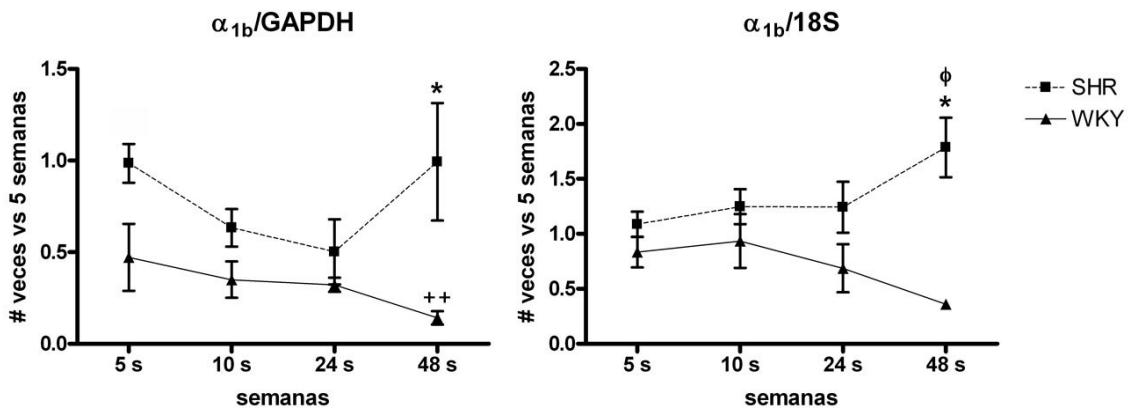 α1b/GAPDH
# veces vs 5 semanas
1.5
1.0
0.5
0.0
*
++
5 s 10 s 24 s 48 s
semanas
α1b/18S
# veces vs 5 semanas
2.5
2.0
1.5
1.0
0.5
0.0
ϕ
*
5 s 10 s 24 s 48 s
semanas
SHR
WKY